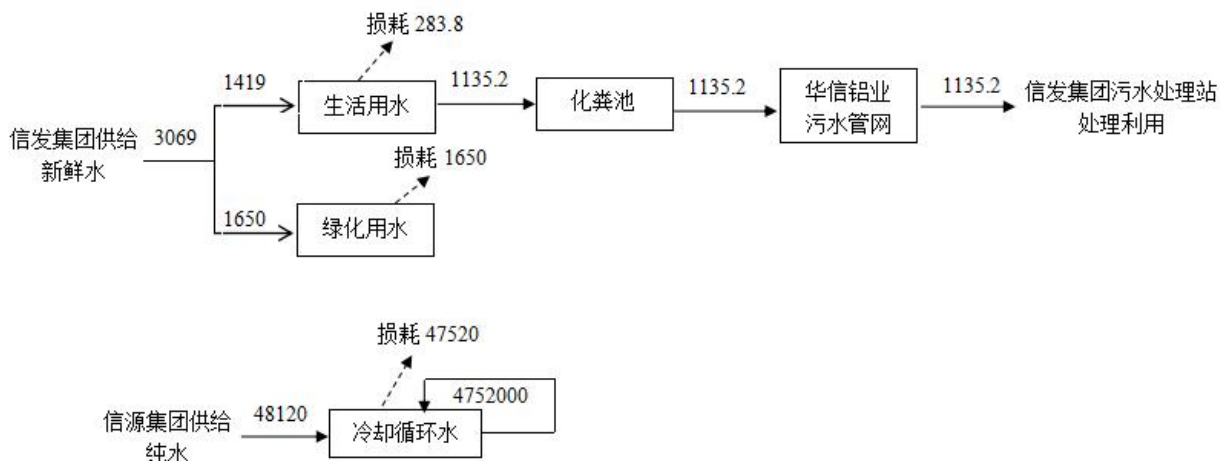 损耗 283.8
1419
生活用水
1135.2
化粪池
1135.2
华信铝业
污水管网
1135.2
信发集团污水处理站
处理利用
信发集团供给
新鲜水
3069
损耗 1650
1650
绿化用水
损耗 47520
4752000
信源集团供给
纯水
48120
冷却循环水